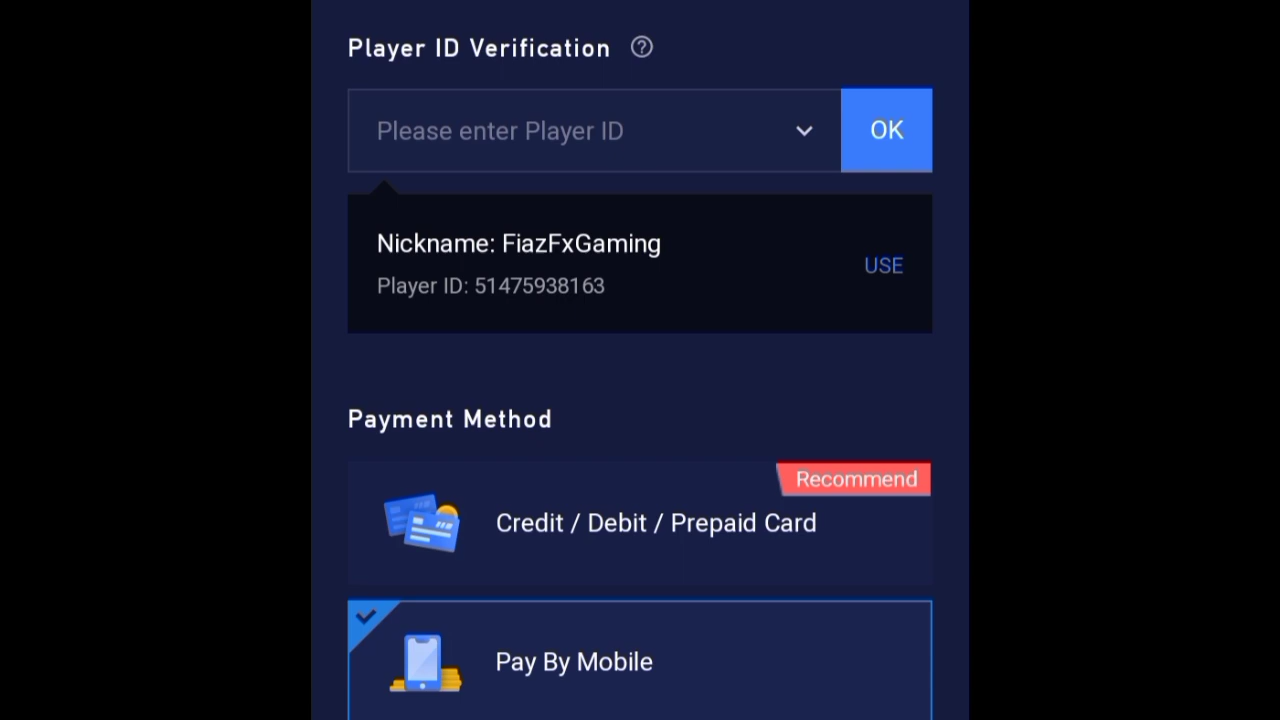 Player ID Verification ?
Please enter Player ID
OK
Nickname: FiazFxGaming
Player ID: 51475938163
USE
Payment Method
Recommend
Credit / Debit / Prepaid Card
Pay By Mobile